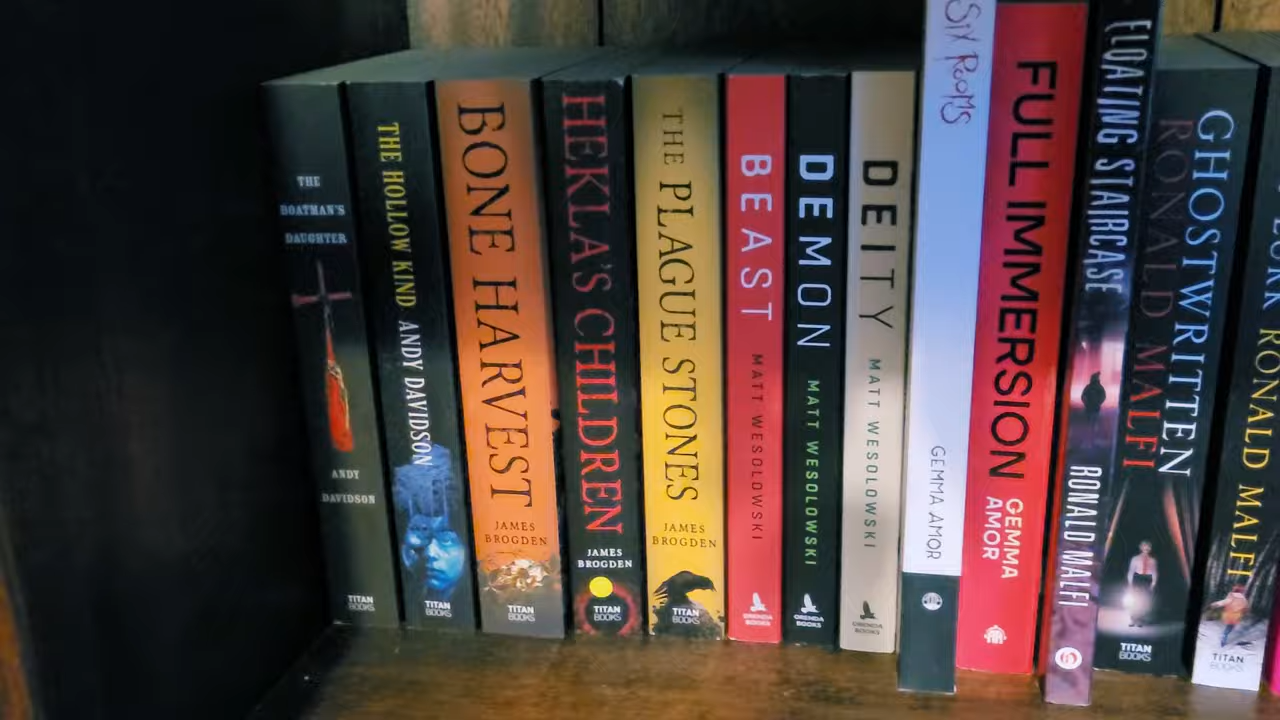 THE
BOATMAN'S
DAUGHTER
ANDY
DAVIDSON
TITAN
BOOKS
THE HOLLOW KIND ANDY DAVIDSON
TITAN
BOOKS
BONE HARVEST
JAMES
BROGDEN
TITAN
BOOKS
HEKLA'S CHILDREN
JAMES
BROGDEN
TITAN
BOOKS
THE PLAGUE STONES
JAMES
BROGDEN
TITAN
BOOKS
BEAST MATT WESOLOWSKI
ORENDA
BOOKS
DEMON MATT WESOLOWSKI
ORENDA
BOOKS
DEITY MATT WESOLOWSKI
ORENDA
BOOKS
SIX ROOMS GEMMA AMOR
FULL IMMERSION
GEMMA
AMOR
FLOATING STAIRCASE RONALD MALFI
GHOSTWRITTEN
RONALD MALFI
TITAN
BOOKS
RONALD MALFI
TITAN
BOOKS